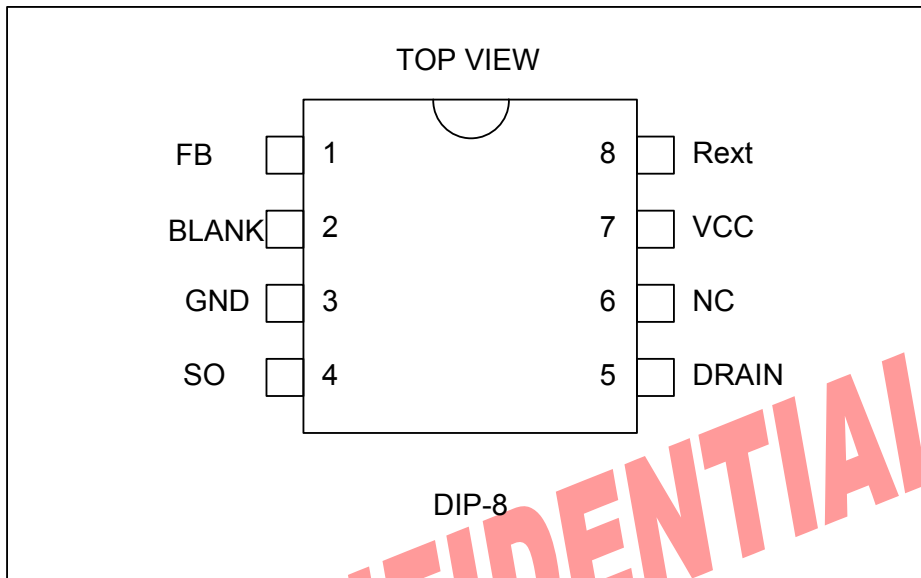 TOP VIEW
FB 1 8 Rext
BLANK 2 7 VCC
GND 3 6 NC
SO 4 5 DRAIN
DIP-8
NFIDENTIAL